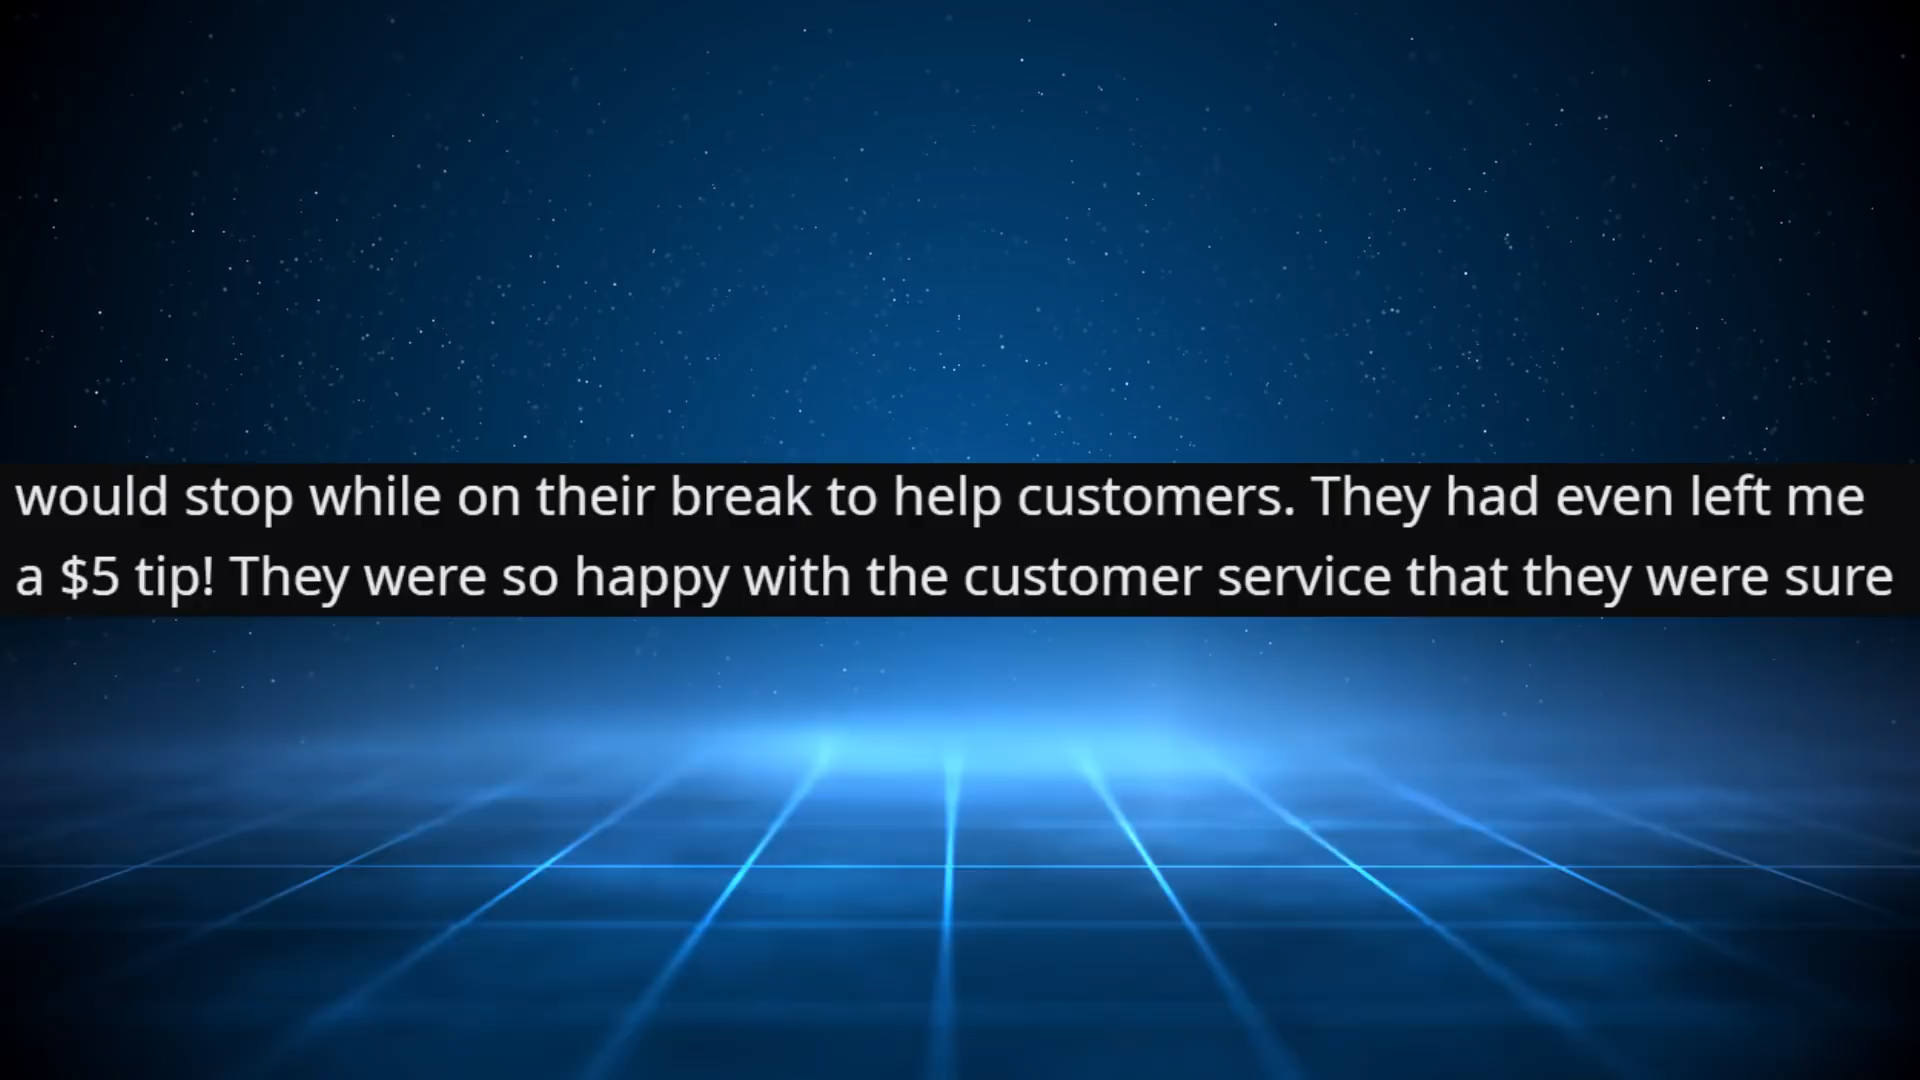 would stop while on their break to help customers. They had even left me
a $5 tip! They were so happy with the customer service that they were sure